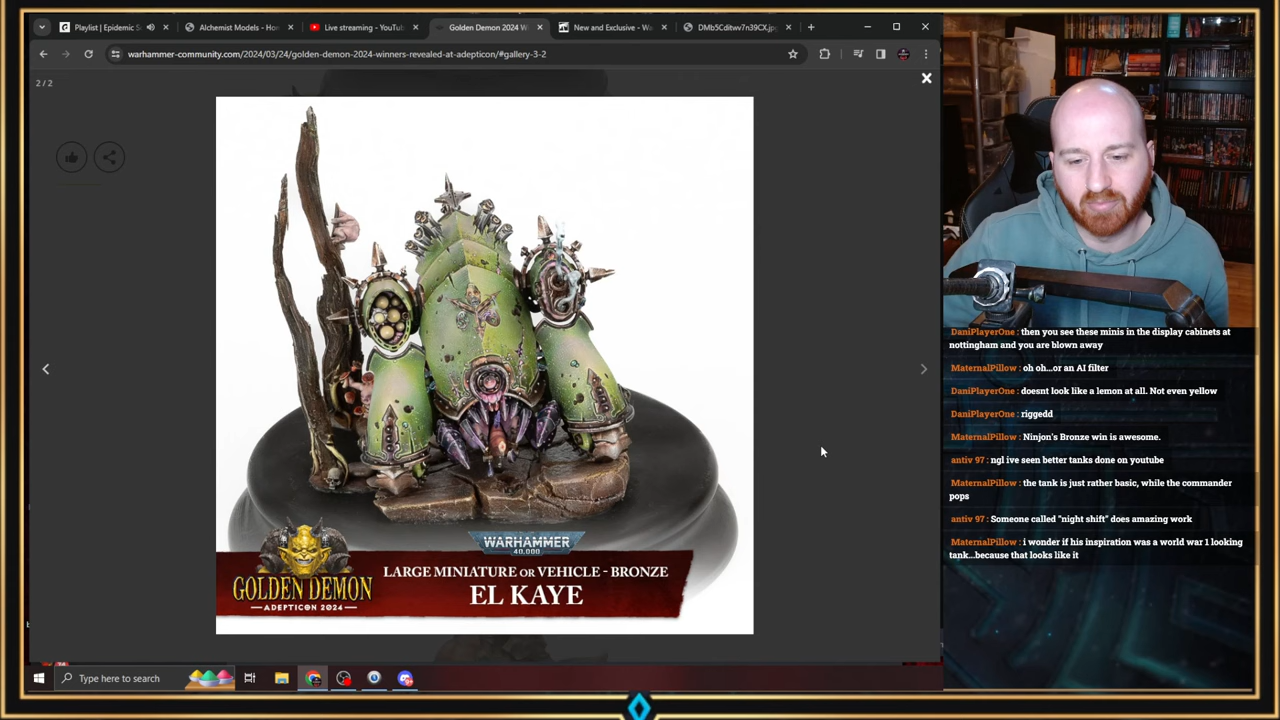 Playlist | Epidemic S
Alchemist Models - Ho
Live streaming - YouTu
Golden Demon 2024 W
New and Exclusive - Wa
DMb5Cditw7n39CX.jp
warhammer-community.com/2024/03/24/golden-demon-2024-winners-revealed-at-adepticon/#gallery-3-2
2/2
WARHAMMER
40,000
LARGE MINIATURE OR VEHICLE - BRONZE
EL KAYE
GOLDEN DEMON
- ADEPTICON 2024 -
DaniPlayerOne : then you see these minis in the display cabinets at
nottingham and you are blown away
MaternalPillow : oh oh...or an AI filter
DaniPlayerOne : doesnt look like a lemon at all. Not even yellow
DaniPlayerOne : riggedd
MaternalPillow : Ninjon's Bronze win is awesome.
antiv 97 : ngl ive seen better tanks done on youtube
MaternalPillow : the tank is just rather basic, while the commander
pops
antiv 97 : Someone called "night shift" does amazing work
MaternalPillow : i wonder if his inspiration was a world war 1 looking
tank...because that looks like it
Type here to search